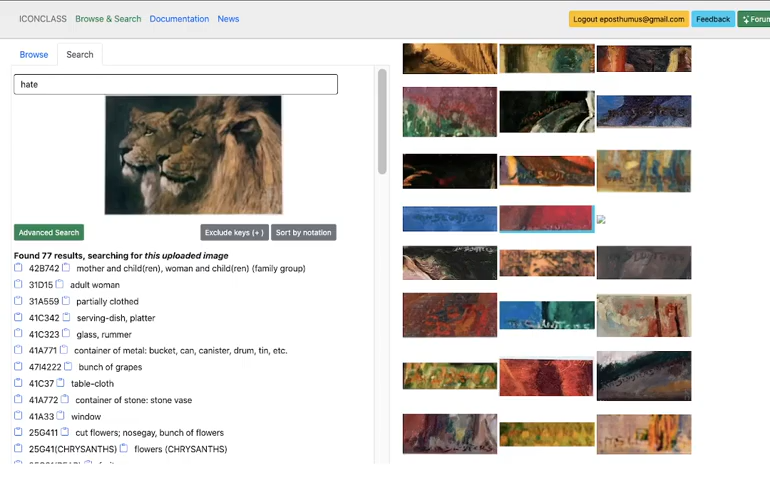 ICONCLASS Browse & Search Documentation News Logout eposthumus@gmail.com Feedback Forum
Browse Search
hate
Advanced Search Exclude keys (+ ) Sort by notation
Found 77 results, searching for this uploaded image
42B742 mother and child(ren), woman and child(ren) (family group)
31D15 adult woman
31A559 partially clothed
41C342 serving-dish, platter
41C323 glass, rummer
41A771 container of metal: bucket, can, canister, drum, tin, etc.
47I4222 bunch of grapes
41C37 table-cloth
41A772 container of stone: stone vase
41A33 window
25G411 cut flowers; nosegay, bunch of flowers
25G41(CHRYSANTHS) flowers (CHRYSANTHS)